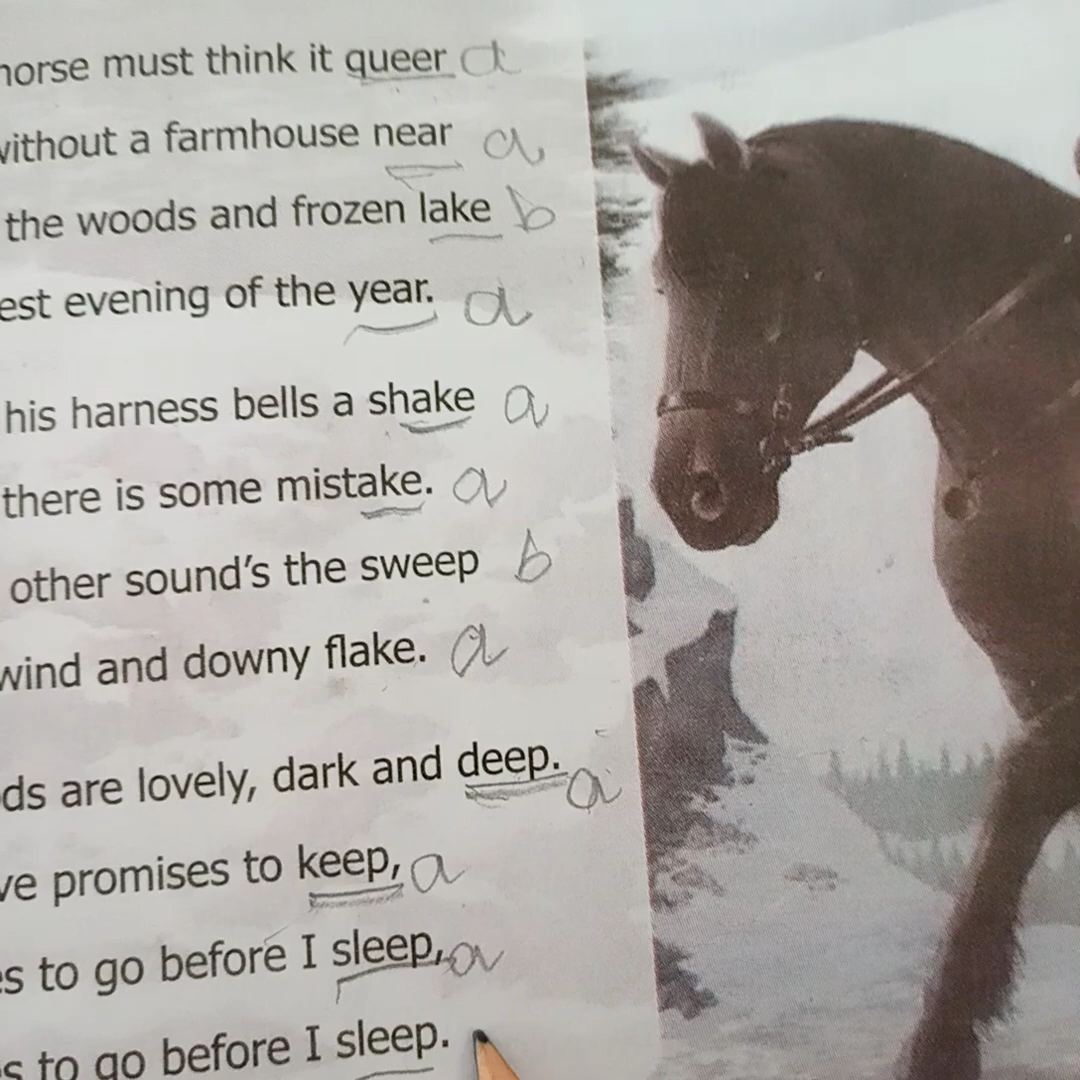 horse must think it queer a
without a farmhouse near a
the woods and frozen lake b
est evening of the year. a
his harness bells a shake a
there is some mistake. a
other sound's the sweep b
wind and downy flake. a
ds are lovely, dark and deep. a
ve promises to keep, a
s to go before I sleep, a
s to go before I sleep.